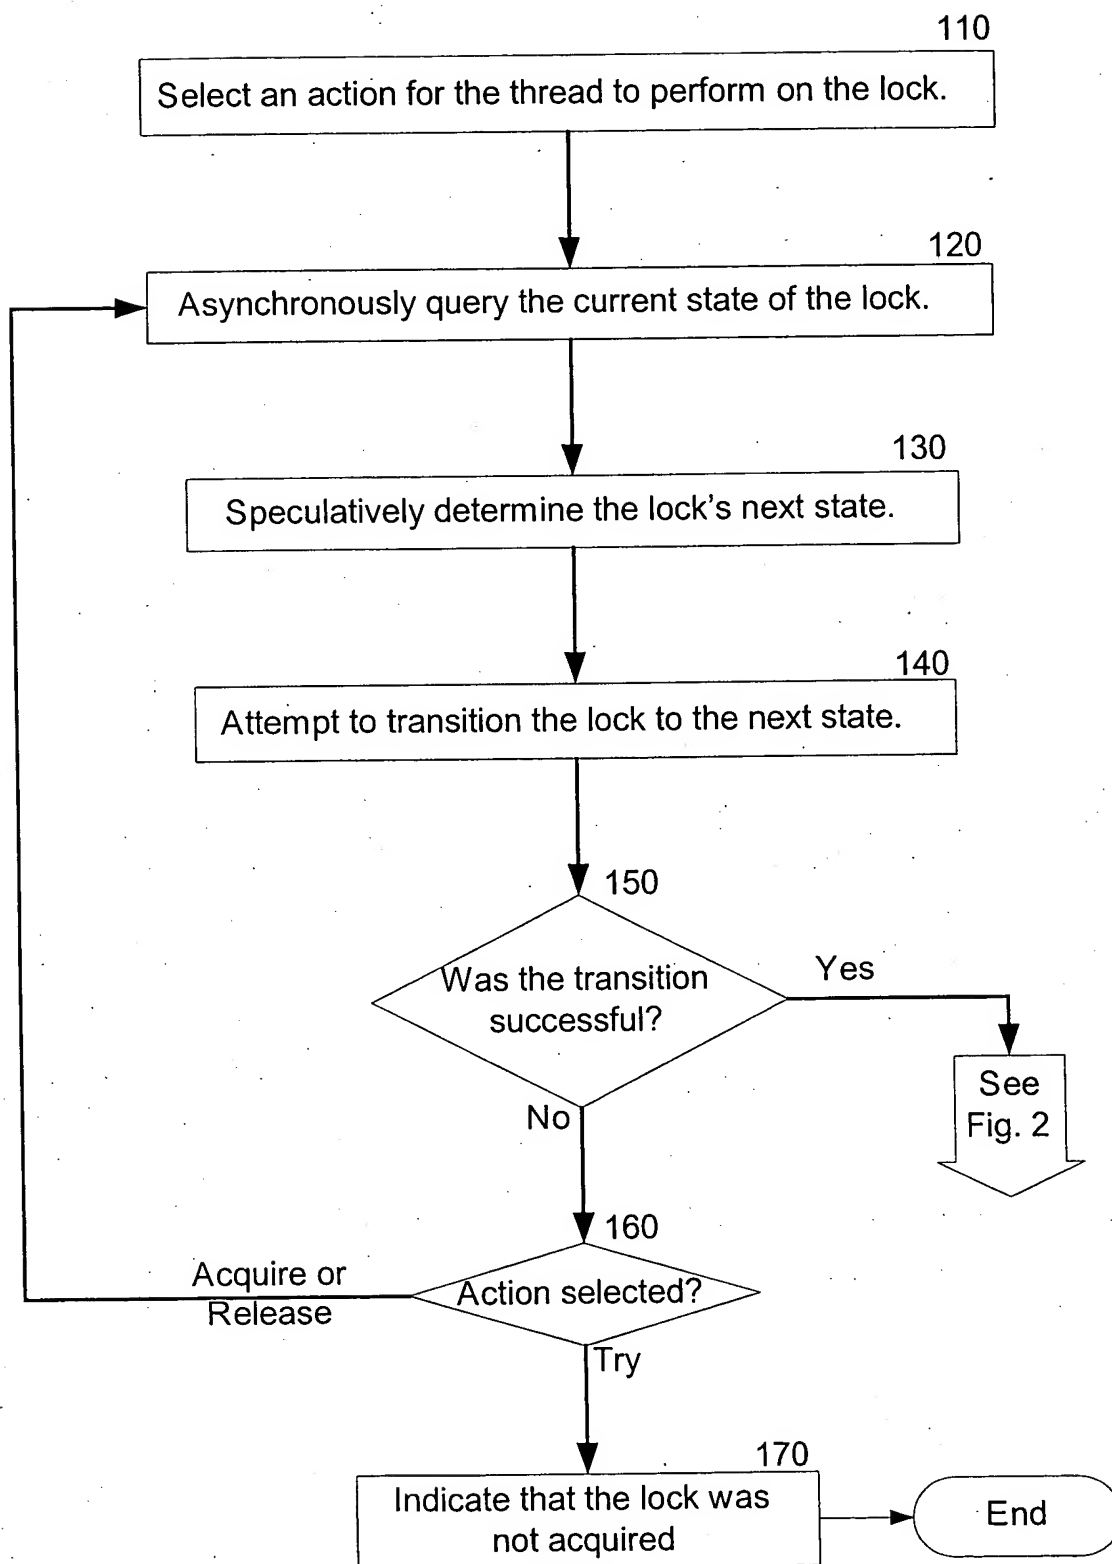 110
Select an action for the thread to perform on the lock.
120
Asynchronously query the current state of the lock.
130
Speculatively determine the lock's next state.
140
Attempt to transition the lock to the next state.
150
Was the transition
successful?
Yes
See
Fig. 2
No
160
Action selected?
Acquire or
Release
Try
170
Indicate that the lock was
not acquired
End